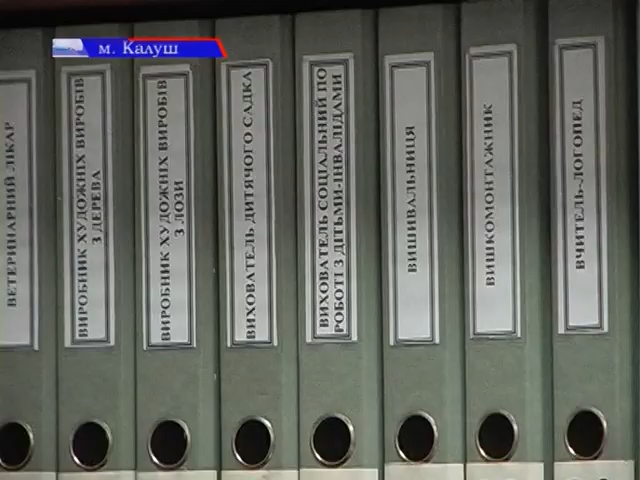 м. Калуш
ВЕТЕРИНАРНИЙ ЛІКАР
ВИРОБНИК ХУДОЖНІХ ВИРОБІВ
З ДЕРЕВА
ВИРОБНИК ХУДОЖНІХ ВИРОБІВ
З ЛОЗИ
ВИХОВАТЕЛЬ ДИТЯЧОГО САДКА
ВИХОВАТЕЛЬ СОЦІАЛЬНИЙ ПО
РОБОТІ З ДІТЬМИ-ІНВАЛІДАМИ
ВИШИВАЛЬНИЦЯ
ВИШКОМОНТАЖНИК
ВЧИТЕЛЬ-ЛОГОПЕД